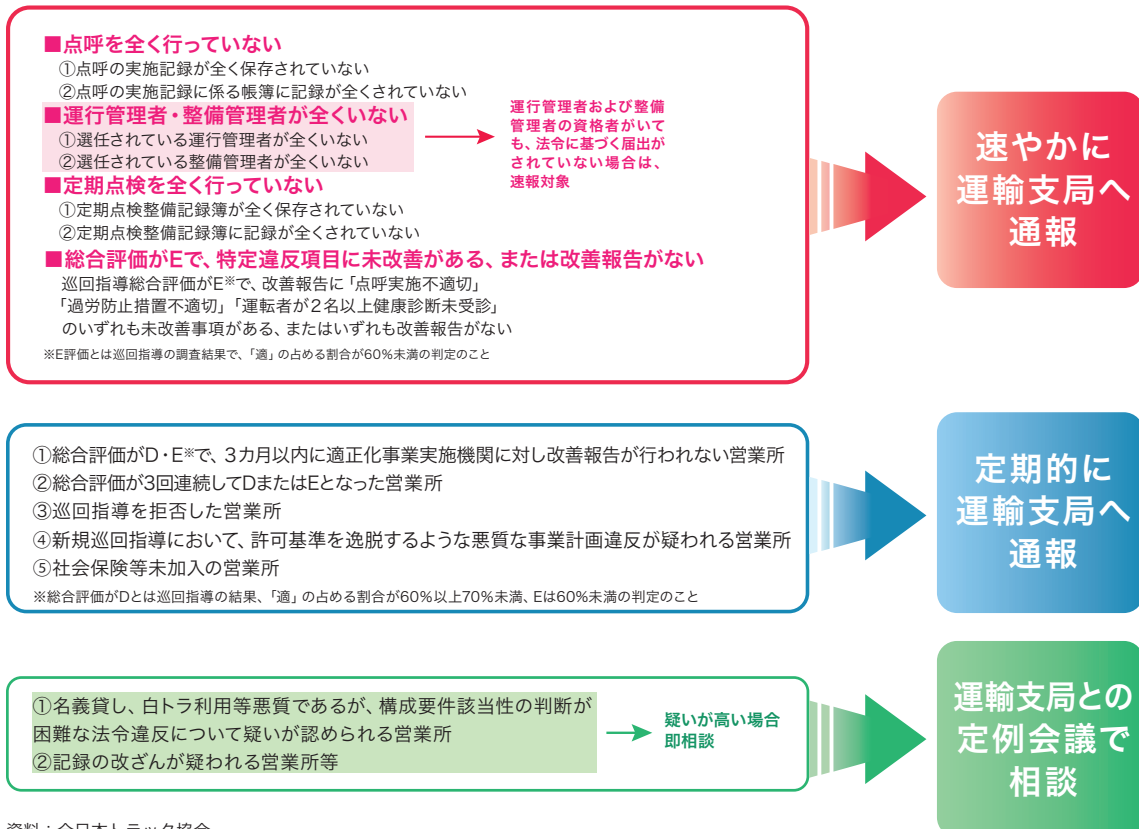 ■点呼を全く行っていない
①点呼の実施記録が全く保存されていない
②点呼の実施記録に係る帳簿に記録が全くされていない
■運行管理者・整備管理者が全くいない
①選任されている運行管理者が全くいない
②選任されている整備管理者が全くいない
運行管理者および整備
管理者の資格者がいて
も、法令に基づく届出が
されていない場合は、
速報対象
■定期点検を全く行っていない
①定期点検整備記録簿が全く保存されていない
②定期点検整備記録簿に記録が全くされていない
■総合評価がEで、特定違反項目に未改善がある、または改善報告がない
巡回指導総合評価がE※で、改善報告に「点呼実施不適切」
「過労防止措置不適切」「運転者が2名以上健康診断未受診」
のいずれも未改善事項がある、またはいずれも改善報告がない
※E評価とは巡回指導の調査結果で、「適」の占める割合が60%未満の判定のこと
速やかに
運輸支局へ
通報
①総合評価がD・E※で、3カ月以内に適正化事業実施機関に対し改善報告が行われない営業所
②総合評価が3回連続してDまたはEとなった営業所
③巡回指導を拒否した営業所
④新規巡回指導において、許可基準を逸脱するような悪質な事業計画違反が疑われる営業所
⑤社会保険等未加入の営業所
※総合評価がDとは巡回指導の結果、「適」の占める割合が60%以上70%未満、Eは60%未満の判定のこと
定期的に
運輸支局へ
通報
①名義貸し、白トラ利用等悪質であるが、構成要件該当性の判断が
困難な法令違反について疑いが認められる営業所
②記録の改ざんが疑われる営業所等
疑いが高い場合
即相談
運輸支局との
定例会議で
相談
資料：全日本トラック協会